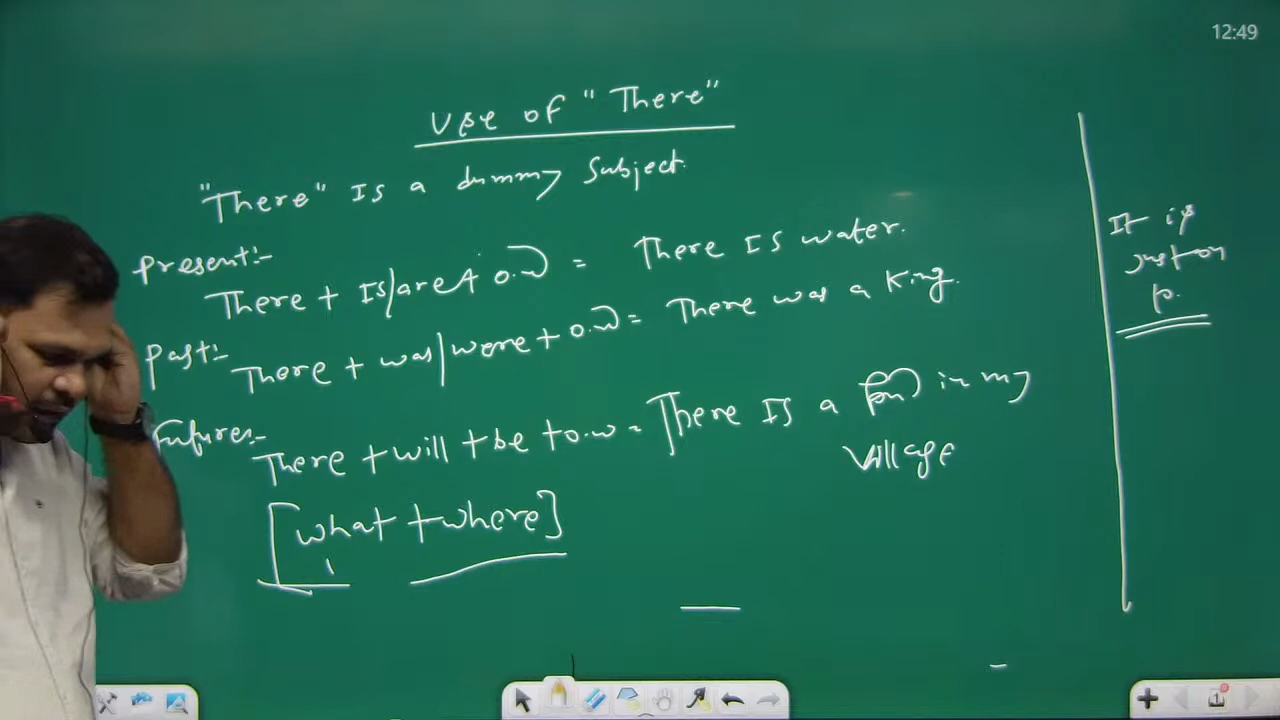 12:49
Use of "There"
"There" Is a dummy Subject.
Present:-
There + Is/are + o.w = There Is water.
Past:-
There + was/were + o.w = There was a King.
Future:-
There + will + be + o.w = There Is a in my
village
[what + where]
It is
just on
p.
1